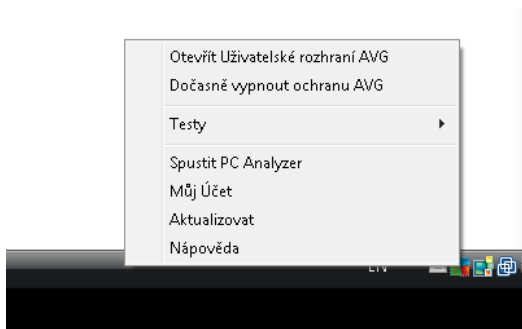 Otevřít Uživatelské rozhraní AVG
Dočasně vypnout ochranu AVG
Testy
Spustit PC Analyzer
Můj Účet
Aktualizovat
Nápověda